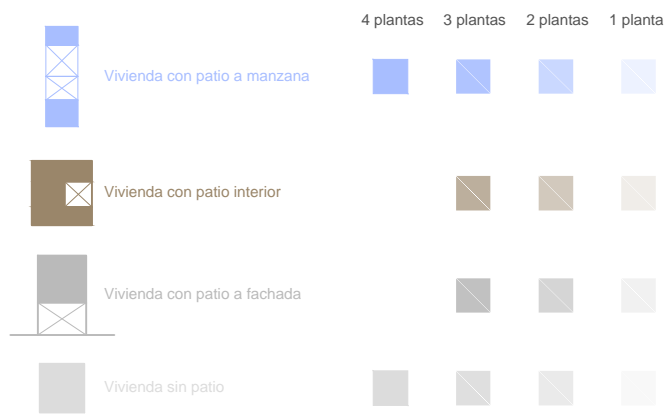 4 plantas 3 plantas 2 plantas 1 planta
Vivienda con patio a manzana
Vivienda con patio interior
Vivienda con patio a fachada
Vivienda sin patio